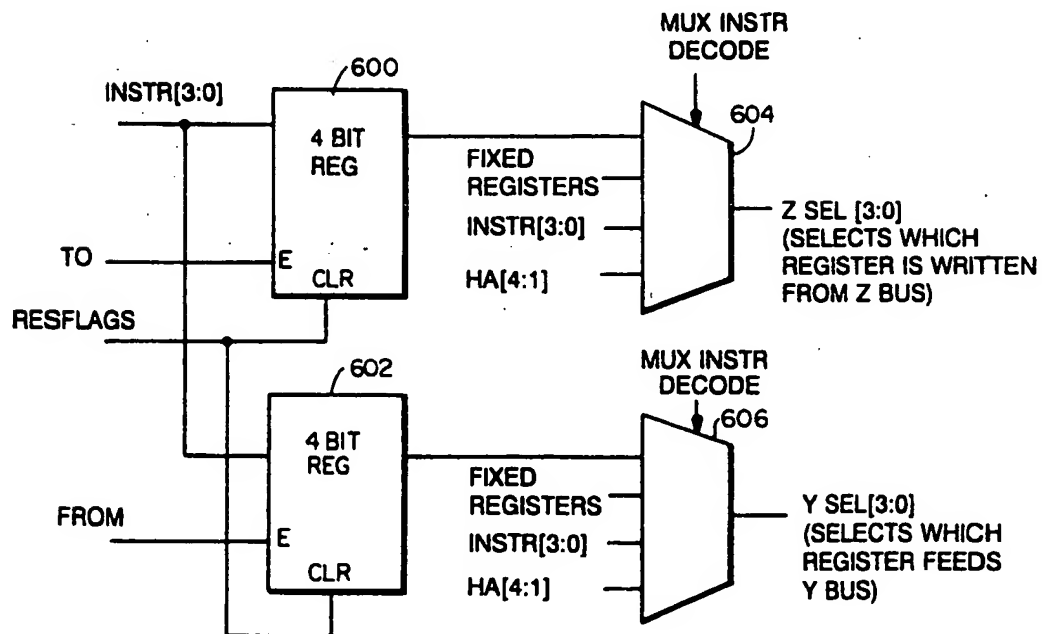 MUX INSTR
DECODE
600
INSTR[3:0]
4 BIT
REG
604
FIXED
REGISTERS
INSTR[3:0]
HA[4:1]
Z SEL [3:0]
(SELECTS WHICH
REGISTER IS WRITTEN
FROM Z BUS)
TO
E
CLR
RESFLAGS
602
MUX INSTR
DECODE
606
4 BIT
REG
FIXED
REGISTERS
INSTR[3:0]
HA[4:1]
Y SEL[3:0]
(SELECTS WHICH
REGISTER FEEDS
Y BUS)
FROM
E
CLR